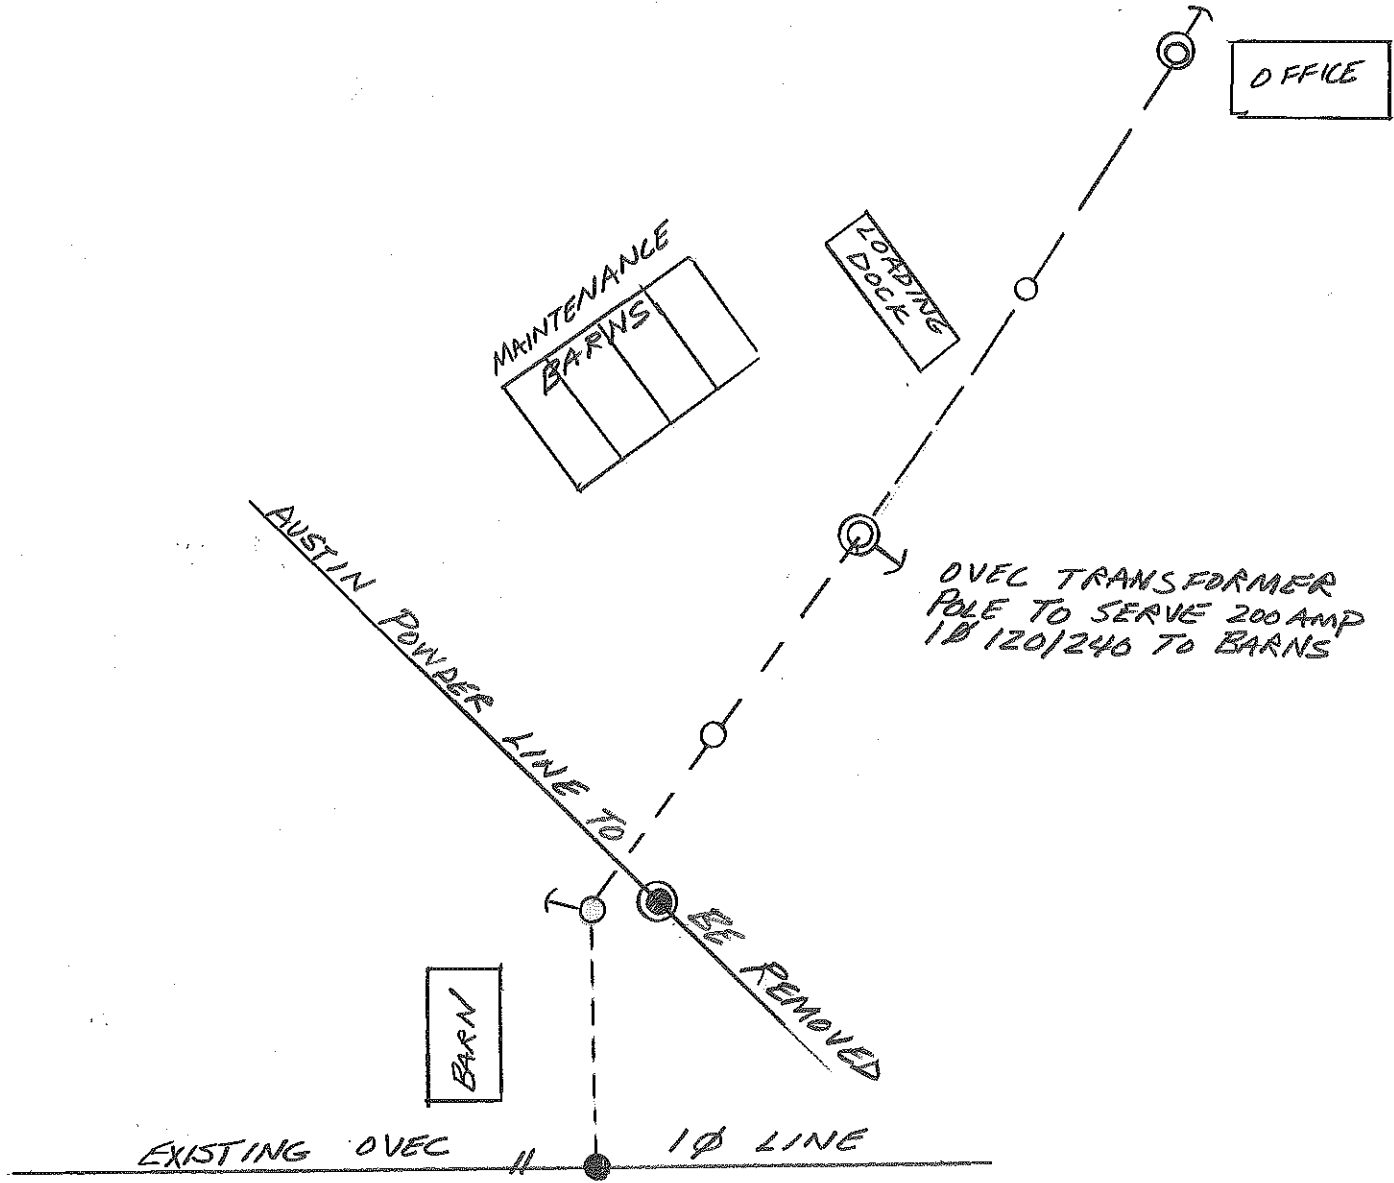 OFFICE
LOADING
DOCK
MAINTENANCE
BARNS
OVEC TRANSFORMER
POLE TO SERVE 200 AMP
1Ø 120/240 TO BARNS
AUSTIN POWDER LINE TO BE REMOVED
BARN
EXISTING OVEC 1Ø LINE